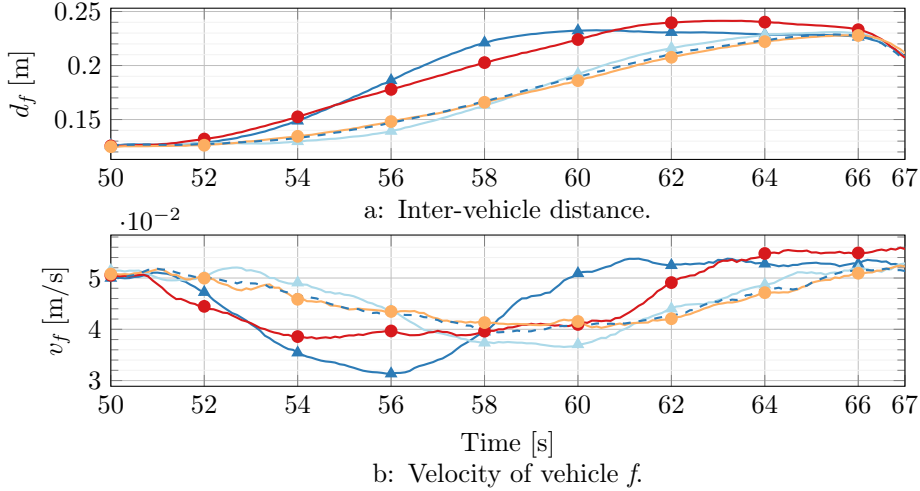 0.25
0.2
0.15
d_f [m]
50 52 54 56 58 60 62 64 66 67
a: Inter-vehicle distance.
·10^−2
5
4
3
v_f [m/s]
50 52 54 56 58 60 62 64 66 67
Time [s]
b: Velocity of vehicle f.